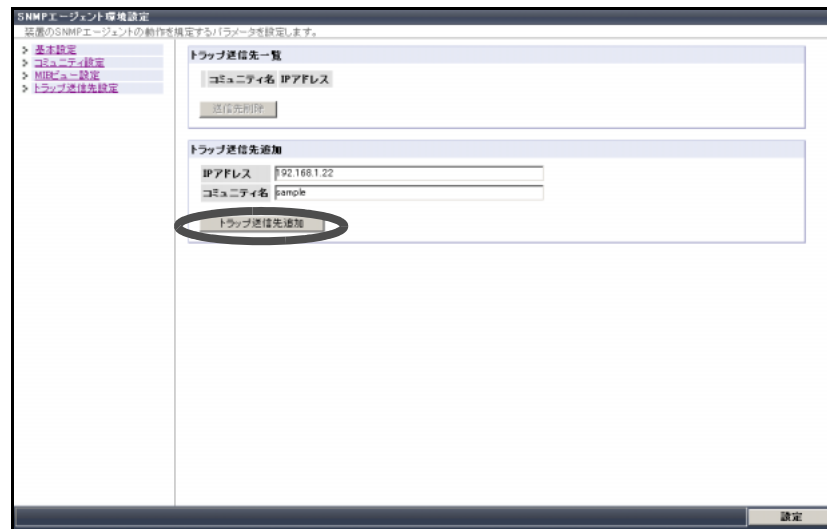 SNMPエージェント環境設定
装置のSNMPエージェントの動作を規定するパラメータを設定します。
> 基本設定
> コミュニティ設定
> MIBビュー設定
> トラップ送信先設定
トラップ送信先一覧
コミュニティ名 IPアドレス
送信先削除
トラップ送信先追加
IPアドレス 192.168.1.22
コミュニティ名 sample
トラップ送信先追加
設定